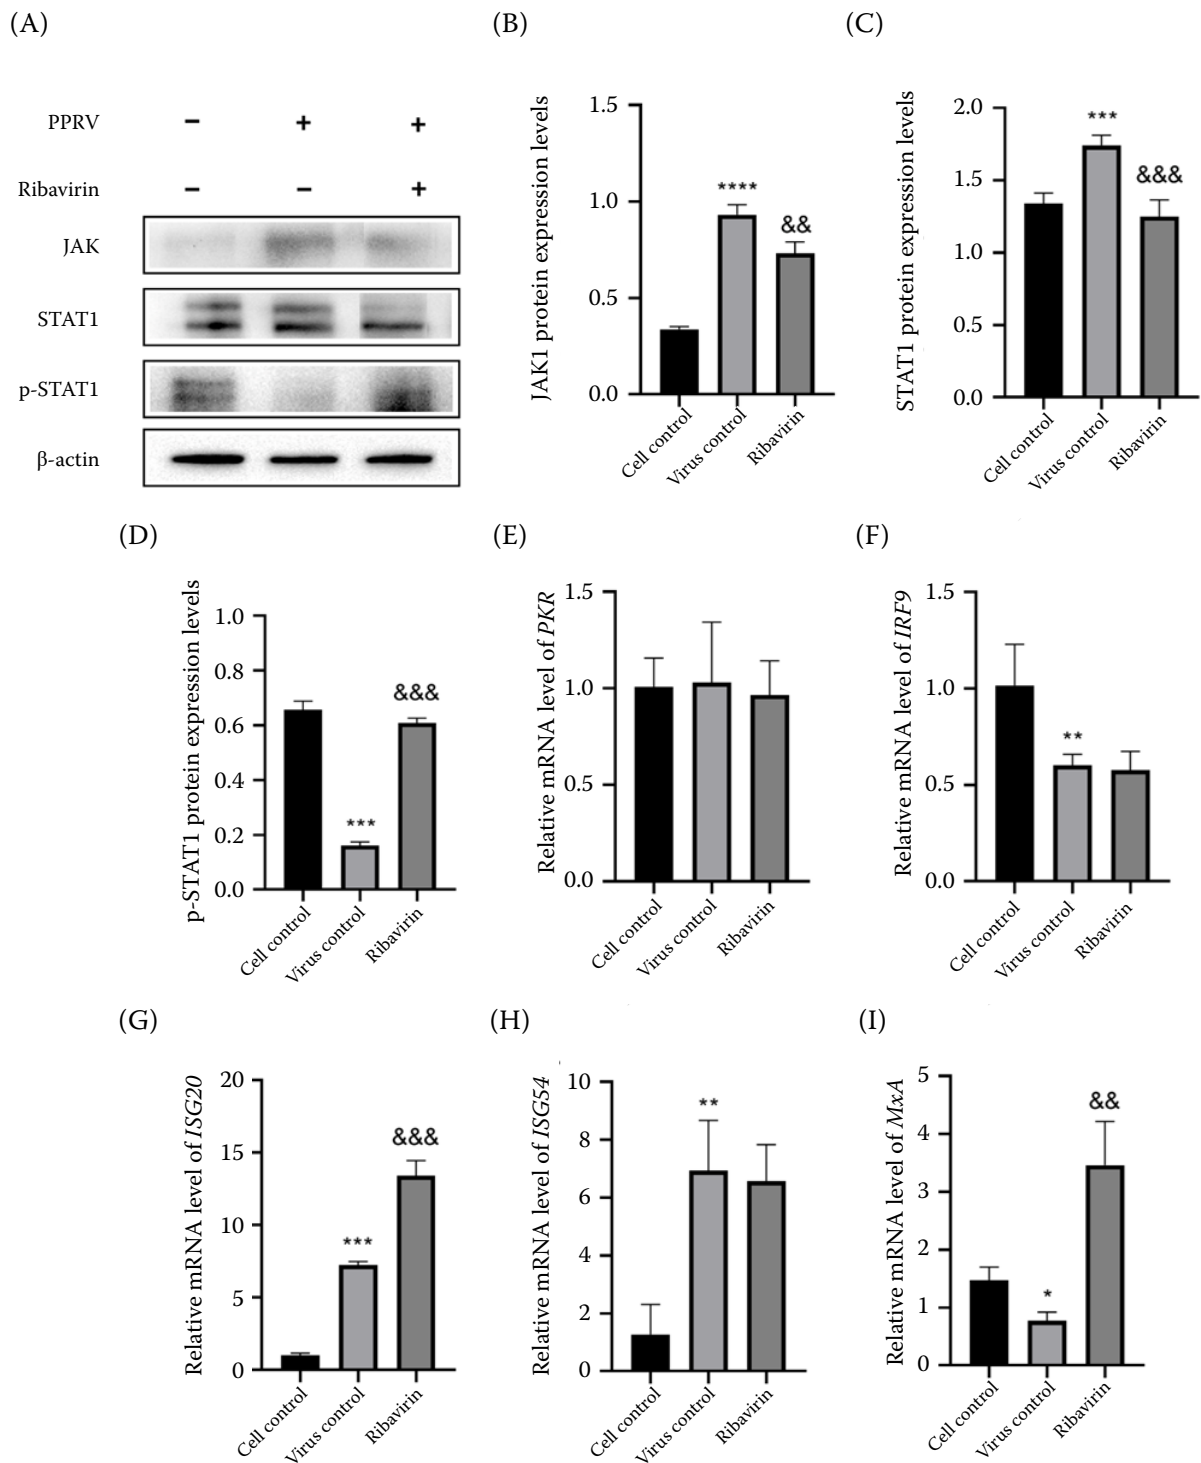 (A)
PPRV − + +
Ribavirin − − +
JAK
STAT1
p-STAT1
β-actin
(B)
JAK1 protein expression levels
1.5
1.0
0.5
0.0
****
&&
Cell control
Virus control
Ribavirin
(C)
STAT1 protein expression levels
2.0
1.5
1.0
0.5
0.0
***
&&&
Cell control
Virus control
Ribavirin
(D)
p-STAT1 protein expression levels
1.0
0.8
0.6
0.4
0.2
0.0
***
&&&
Cell control
Virus control
Ribavirin
(E)
Relative mRNA level of PKR
1.5
1.0
0.5
0.0
Cell control
Virus control
Ribavirin
(F)
Relative mRNA level of IRF9
1.5
1.0
0.5
0.0
**
Cell control
Virus control
Ribavirin
(G)
Relative mRNA level of ISG20
20
15
10
5
0
***
&&&
Cell control
Virus control
Ribavirin
(H)
Relative mRNA level of ISG54
10
8
6
4
2
0
**
Cell control
Virus control
Ribavirin
(I)
Relative mRNA level of MxA
5
4
3
2
1
0
*
&&
Cell control
Virus control
Ribavirin